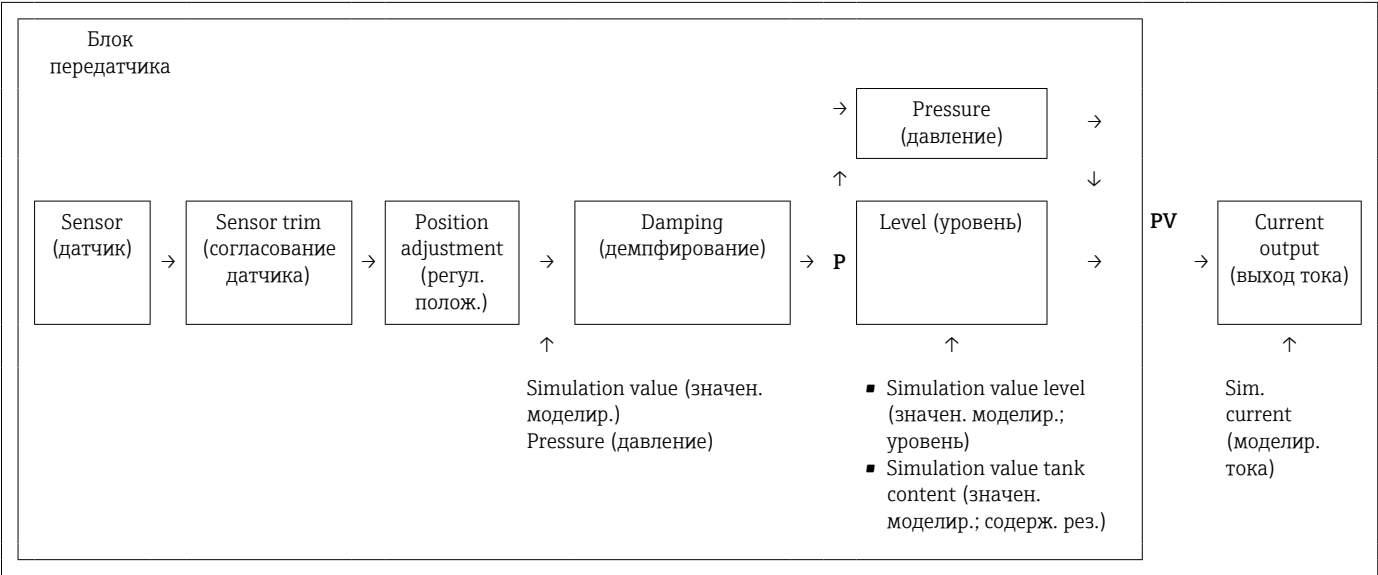 Блок
передатчика
→ Pressure →
(давление)
↑ ↓
Sensor
(датчик)
→
Sensor trim
(согласование
датчика)
→
Position
adjustment
(регул.
полож.)
→
Damping
(демпфирование)
→ P
Level (уровень)
→
PV
→
Current
output
(выход тока)
↑ ↑ ↑
Simulation value (значен.
моделир.)
Pressure (давление)
▪ Simulation value level
(значен. моделир.;
уровень)
▪ Simulation value tank
content (значен.
моделир.; содерж. рез.)
Sim.
current
(моделир.
тока)